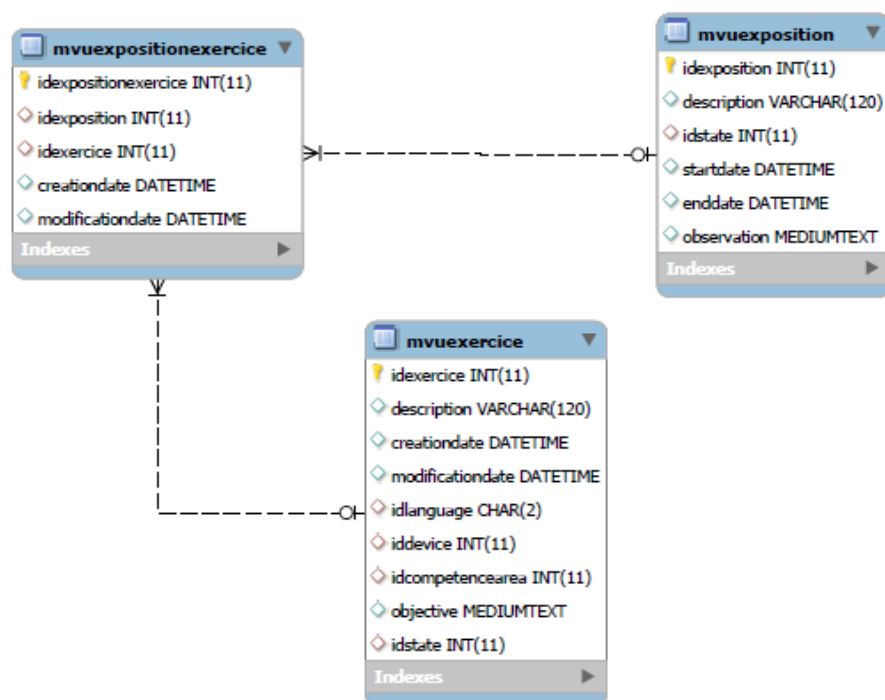 mvuexpositionexercice
idexpositionexercice INT(11)
idexposition INT(11)
idexercice INT(11)
creationdate DATETIME
modificationdate DATETIME
Indexes
mvuexposition
idexposition INT(11)
description VARCHAR(120)
idstate INT(11)
startdate DATETIME
enddate DATETIME
observation MEDIUMTEXT
Indexes
mvuexercice
idexercice INT(11)
description VARCHAR(120)
creationdate DATETIME
modificationdate DATETIME
idlanguage CHAR(2)
iddevice INT(11)
idcompetencearea INT(11)
objective MEDIUMTEXT
idstate INT(11)
Indexes